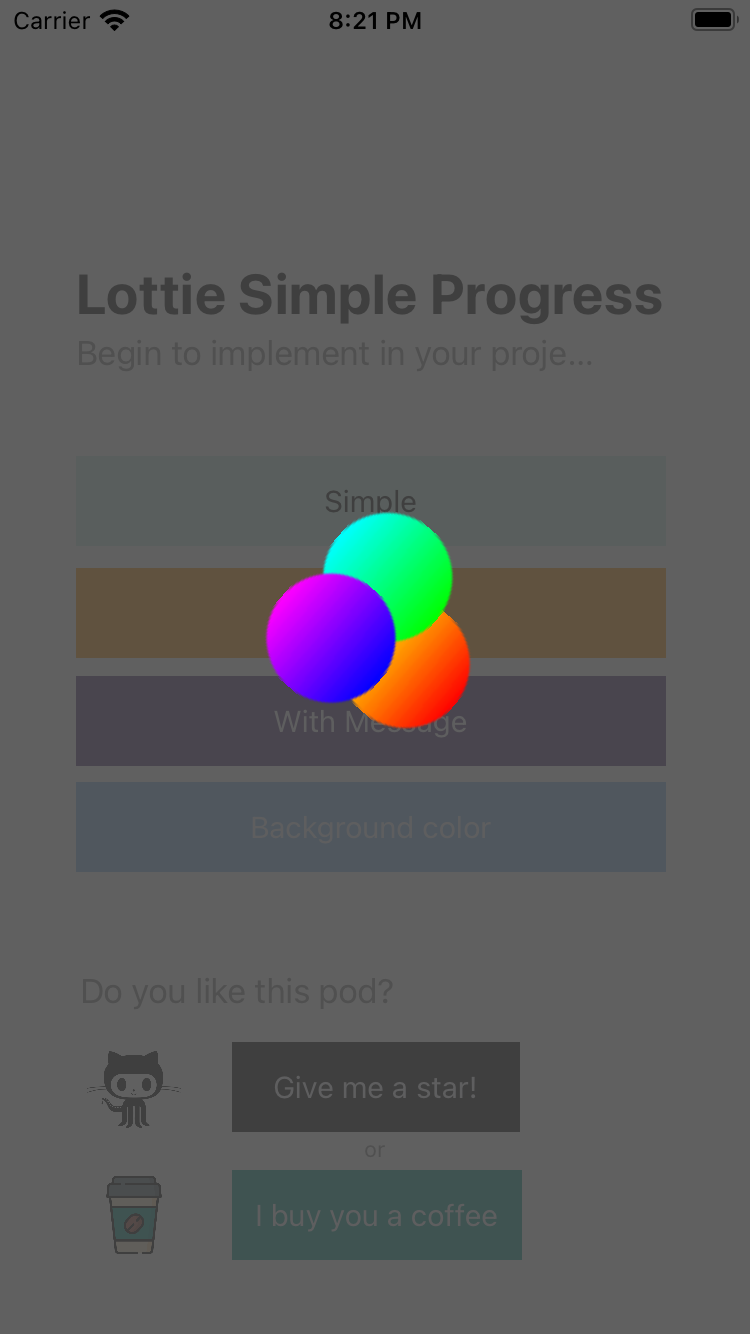 Carrier 8:21 PM
Lottie Simple Progress
Begin to implement in your proje...
Simple
With Message
Background color
Do you like this pod?
Give me a star!
or
I buy you a coffee